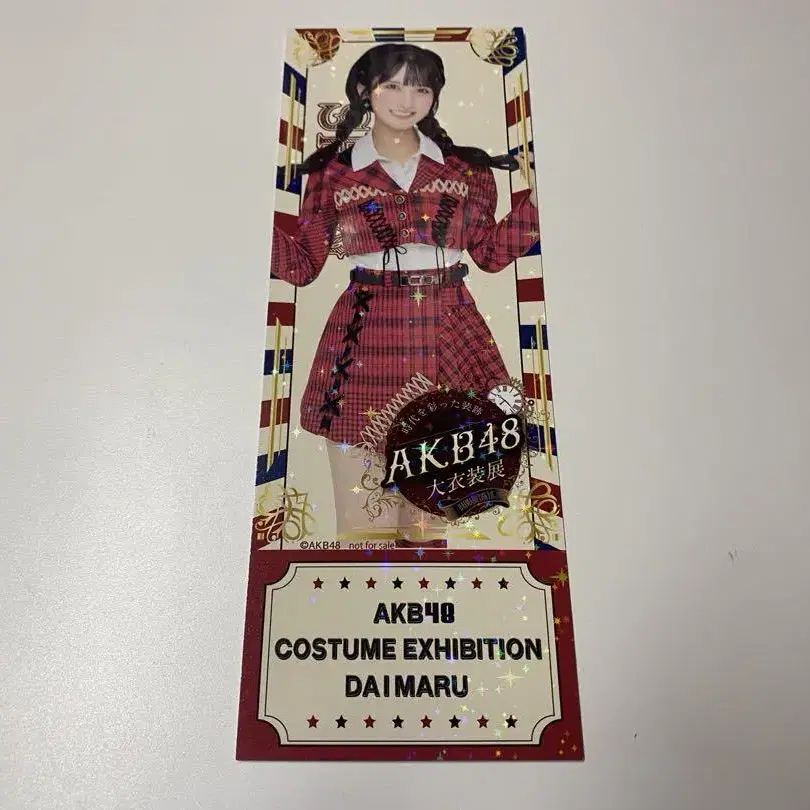 時代を彩った装跡
AKB48
大衣装展
©AKB48 not for sale
AKB48
COSTUME EXHIBITION
DAIMARU